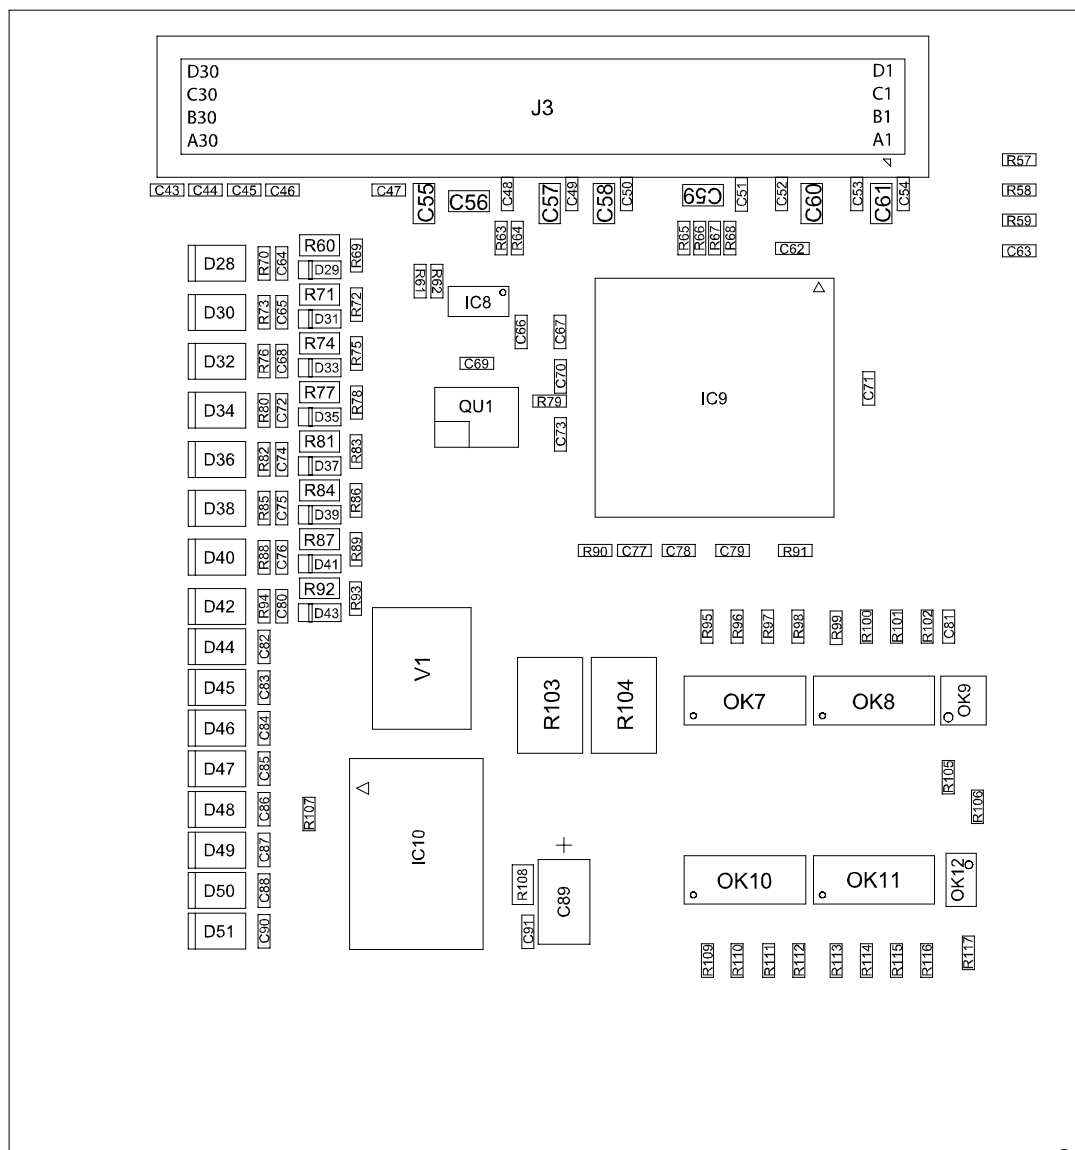 D30 D1
C30 C1
J3
B30 B1
A30 A1
R57
C43 C44 C45 C46 C47 C55 C56 C48 C57 C49 C58 C50 C59 C51 C52 C60 C53 C61 C54 R58
R59
R63 R64 R65 R66 R67 R68 C62 C63
D28 R70 C64 R60 D29 R69
R61 R62 IC8
D30 R73 C65 R71 D31 R72
C66 C67
D32 R76 C68 R74 D33 R75
C69 C70 C71
D34 R80 C72 R77 D35 R78
QU1 R79 IC9
C73
D36 R82 C74 R81 D37 R83
D38 R85 C75 R84 D39 R86
D40 R88 C76 R87 D41 R89
R90 C77 C78 C79 R91
D42 R94 C80 R92 D43 R93
R95 R96 R97 R98 R99 R100 R101 R102 C81
D44 C82
V1
D45 C83 R103 R104 OK7 OK8 OK9
D46 C84
D47 C85
R105
D48 C86 R107 R106
D49 C87 IC10
D50 C88 R108 C89 OK10 OK11 OK12
D51 C90 C91
R109 R110 R111 R112 R113 R114 R115 R116 R117